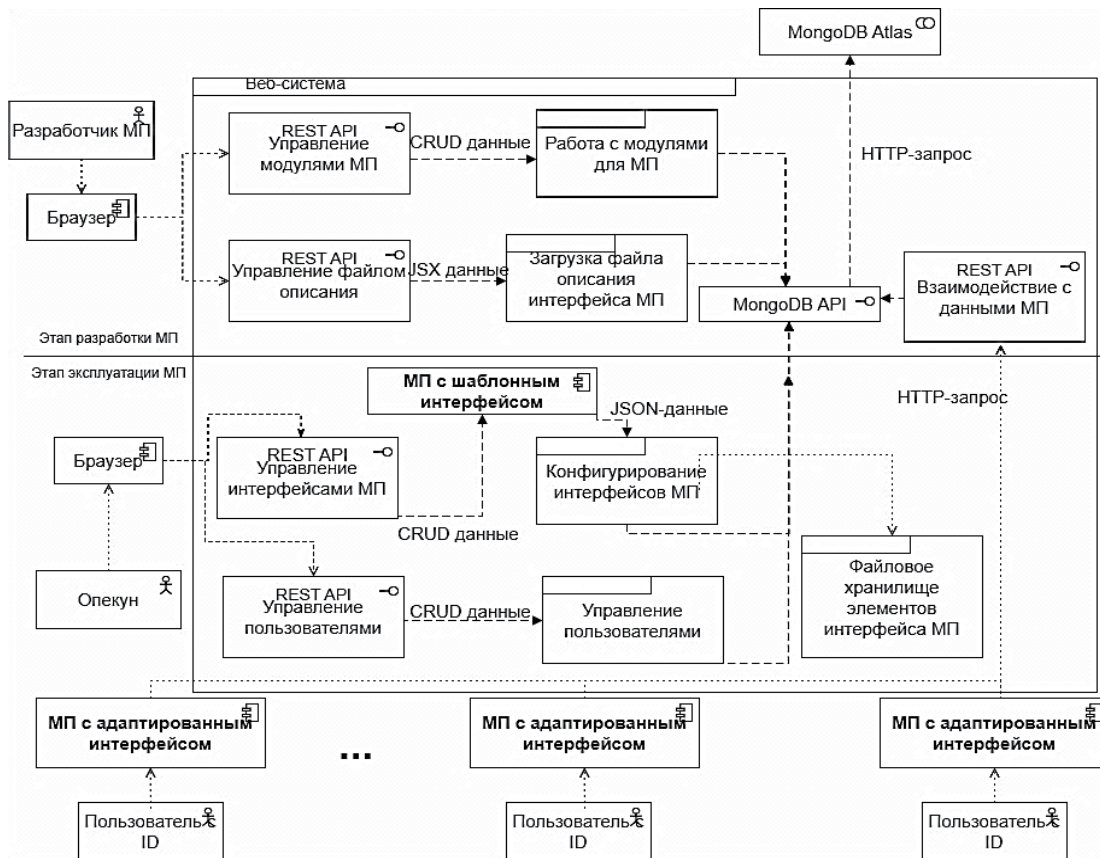 MongoDB Atlas
Веб-система
Разработчик МП
REST API
Управление
модулями МП
CRUD данные
Работа с модулями
для МП
HTTP-запрос
Браузер
REST API
Управление файлом
описания
JSX данные
Загрузка файла
описания
интерфейса МП
MongoDB API
REST API
Взаимодействие с
данными МП
Этап разработки МП
Этап эксплуатации МП
МП с шаблонным
интерфейсом
JSON-данные
HTTP-запрос
Браузер
REST API
Управление
интерфейсами МП
CRUD данные
Конфигурирование
интерфейсов МП
Опекун
REST API
Управление
пользователями
CRUD данные
Управление
пользователями
Файловое
хранилище
элементов
интерфейса МП
МП с адаптированным
интерфейсом
...
МП с адаптированным
интерфейсом
МП с адаптированным
интерфейсом
Пользователь с
ID
Пользователь с
ID
Пользователь с
ID